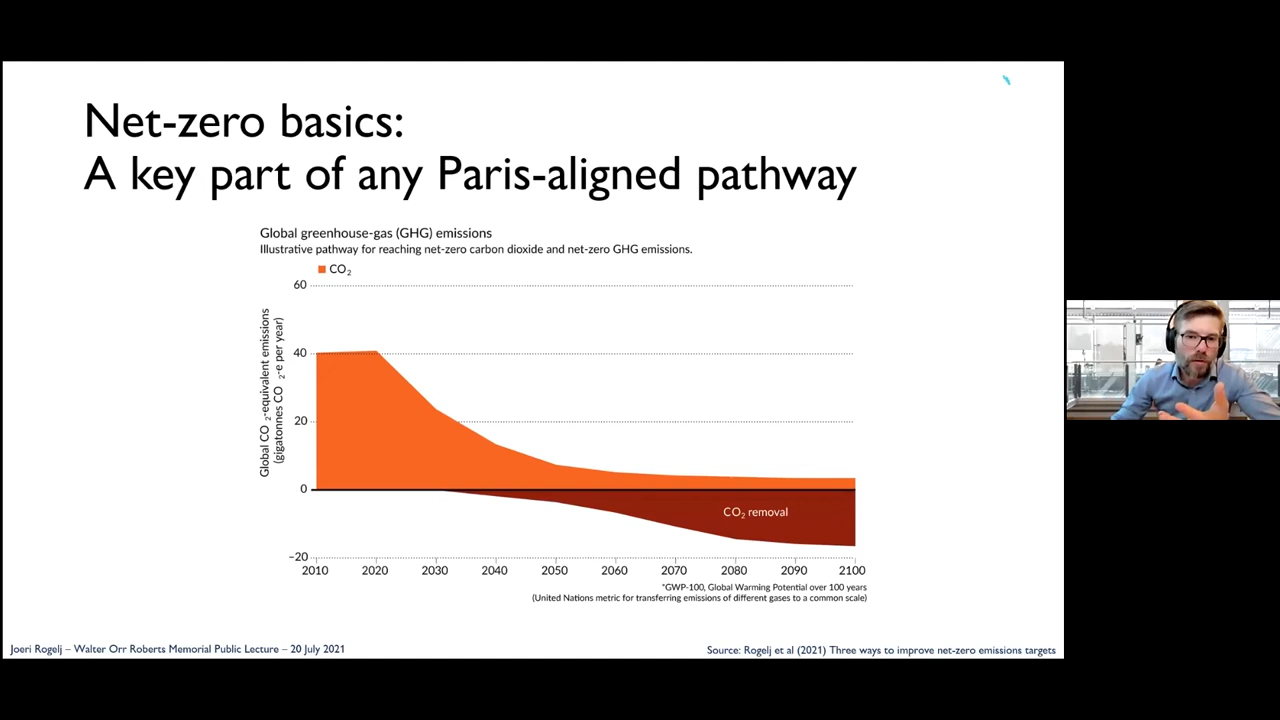 Net-zero basics:
A key part of any Paris-aligned pathway
Global greenhouse-gas (GHG) emissions
Illustrative pathway for reaching net-zero carbon dioxide and net-zero GHG emissions.
CO₂
Global CO₂-equivalent emissions
(gigatonnes CO₂-e per year)
60
40
20
0
–20
CO₂ removal
2010 2020 2030 2040 2050 2060 2070 2080 2090 2100
*GWP-100, Global Warming Potential over 100 years
(United Nations metric for transferring emissions of different gases to a common scale)
Joeri Rogelj – Walter Orr Roberts Memorial Public Lecture – 20 July 2021
Source: Rogelj et al (2021) Three ways to improve net-zero emissions targets